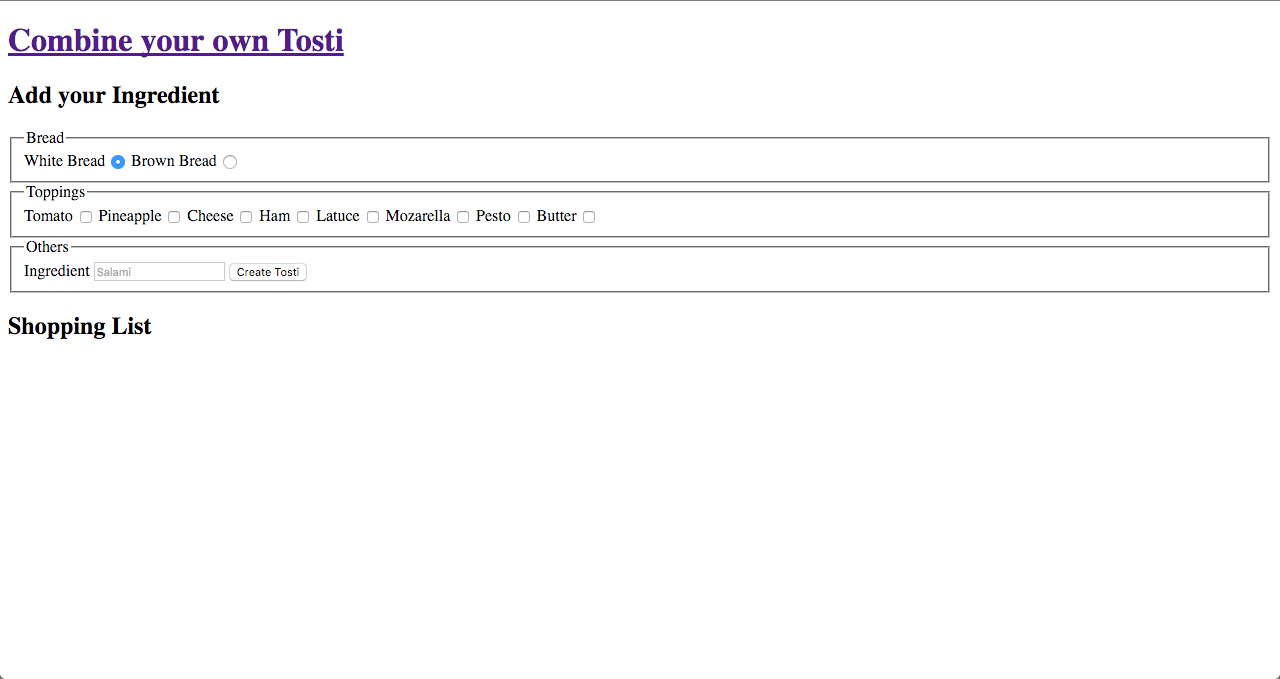 Combine your own Tosti
Add your Ingredient
Bread
White Bread Brown Bread
Toppings
Tomato Pineapple Cheese Ham Latuce Mozarella Pesto Butter
Others
Ingredient Salami Create Tosti
Shopping List